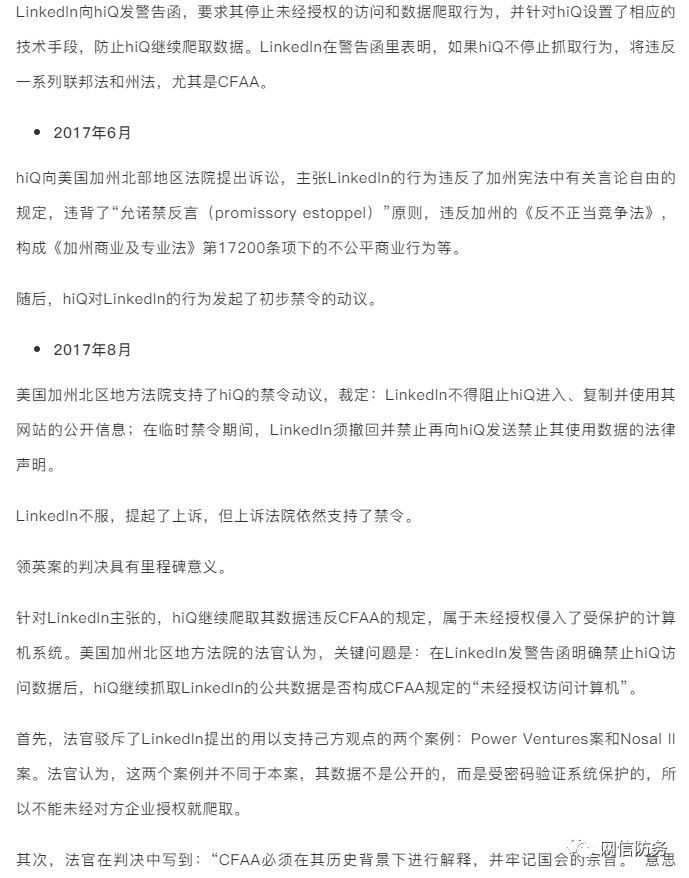 LinkedIn向hiQ发警告函，要求其停止未经授权的访问和数据爬取行为，并针对hiQ设置了相应的
技术手段，防止hiQ继续爬取数据。LinkedIn在警告函里表明，如果hiQ不停止抓取行为，将违反
一系列联邦法和州法，尤其是CFAA。
• 2017年6月
hiQ向美国加州北部地区法院提出诉讼，主张LinkedIn的行为违反了加州宪法中有关言论自由的
规定，违背了“允诺禁反言（promissory estoppel）”原则，违反加州的《反不正当竞争法》，
构成《加州商业及专业法》第17200条项下的不公平商业行为等。
随后，hiQ对LinkedIn的行为发起了初步禁令的动议。
• 2017年8月
美国加州北区地方法院支持了hiQ的禁令动议，裁定：LinkedIn不得阻止hiQ进入、复制并使用其
网站的公开信息；在临时禁令期间，LinkedIn须撤回并禁止再向hiQ发送禁止其使用数据的法律
声明。
LinkedIn不服，提起了上诉，但上诉法院依然支持了禁令。
领英案的判决具有里程碑意义。
针对LinkedIn主张的，hiQ继续爬取其数据违反CFAA的规定，属于未经授权侵入了受保护的计算
机系统。美国加州北区地方法院的法官认为，关键问题是：在LinkedIn发警告函明确禁止hiQ访
问数据后，hiQ继续抓取LinkedIn的公共数据是否构成CFAA规定的“未经授权访问计算机”。
首先，法官驳斥了LinkedIn提出的用以支持己方观点的两个案例：Power Ventures案和Nosal II
案。法官认为，这两个案例并不同于本案，其数据不是公开的，而是受密码验证系统保护的，所
以不能未经对方企业授权就爬取。
其次，法官在判决中写到：“CFAA必须在其历史背景下进行解释，并牢记国会的宗旨。”意思
网信防务